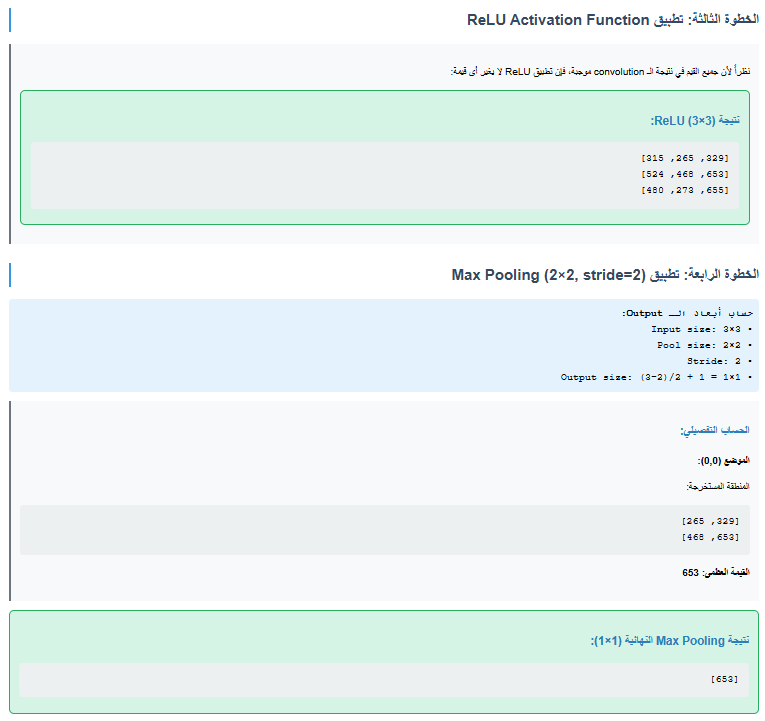 الخطوة الثالثة: تطبيق ReLU Activation Function
نظراً لأن جميع القيم في نتيجة الـ convolution موجبة، فإن تطبيق ReLU لا يغير أي قيمة:
نتيجة ReLU (3×3):
[329, 265, 315]
[653, 468, 524]
[655, 273, 480]
الخطوة الرابعة: تطبيق Max Pooling (2×2, stride=2)
حساب أبعاد الـ Output:
• Input size: 3×3
• Pool size: 2×2
• Stride: 2
• Output size: (3-2)/2 + 1 = 1×1
الحساب التفصيلي:
الموضع (0,0):
المنطقة المستخرجة:
[329, 265]
[653, 468]
القيمة العظمى: 653
نتيجة Max Pooling النهائية (1×1):
[653]